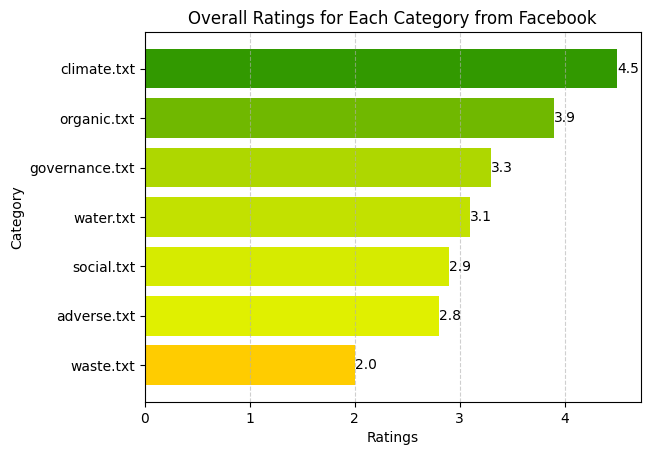 Overall Ratings for Each Category from Facebook
Category
climate.txt 4.5
organic.txt 3.9
governance.txt 3.3
water.txt 3.1
social.txt 2.9
adverse.txt 2.8
waste.txt 2.0
0 1 2 3 4
Ratings